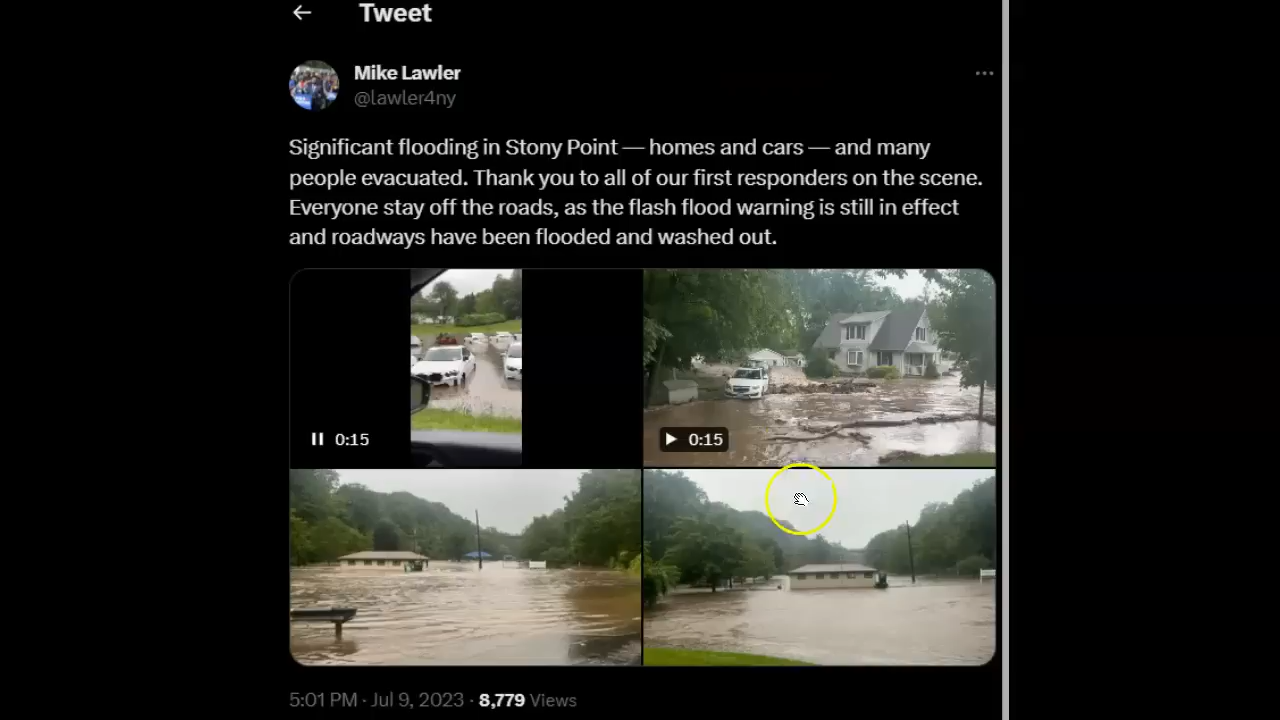 Tweet
Mike Lawler
@lawler4ny
Significant flooding in Stony Point — homes and cars — and many
people evacuated. Thank you to all of our first responders on the scene.
Everyone stay off the roads, as the flash flood warning is still in effect
and roadways have been flooded and washed out.
0:15
0:15
5:01 PM · Jul 9, 2023 · 8,779 Views